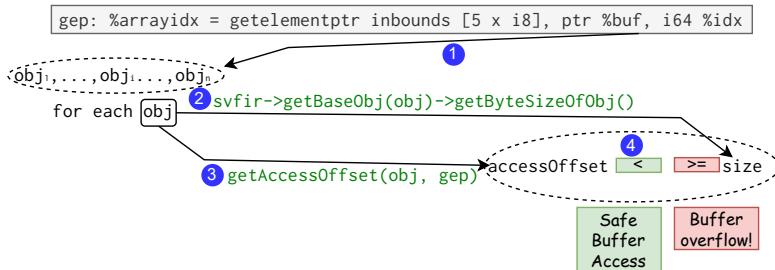 gep: %arrayidx = getelementptr inbounds [5 x i8], ptr %buf, i64 %idx
1
obj₁,...,objᵢ...,objₙ
2 svfir->getBaseObj(obj)->getByteSizeOfObj()
for each obj
4
accessOffset < >= size
3 getAccessOffset(obj, gep)
Safe Buffer
Buffer overflow!
Access